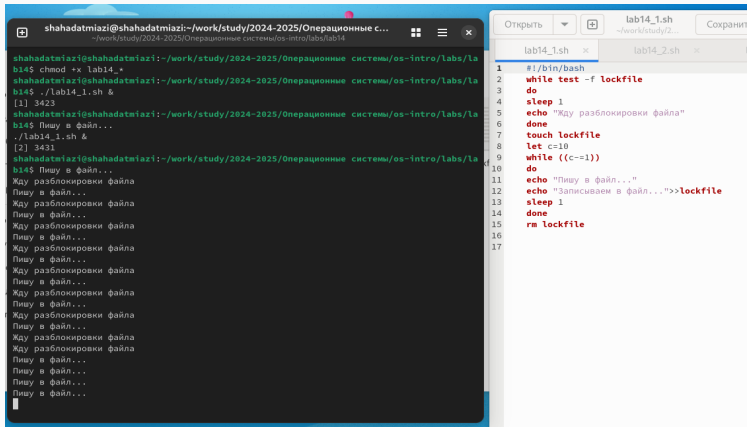 shahadatmiazi@shahadatmiazi:~/work/study/2024-2025/Операционные с...
~/work/study/2024-2025/Операционные системы/os-intro/labs/lab14
shahadatmiazi@shahadatmiazi:~/work/study/2024-2025/Операционные системы/os-intro/labs/la
b14$ chmod +x lab14_*
shahadatmiazi@shahadatmiazi:~/work/study/2024-2025/Операционные системы/os-intro/labs/la
b14$ ./lab14_1.sh &
[1] 3423
shahadatmiazi@shahadatmiazi:~/work/study/2024-2025/Операционные системы/os-intro/labs/la
b14$ Пишу в файл...
./lab14_1.sh &
[2] 3431
shahadatmiazi@shahadatmiazi:~/work/study/2024-2025/Операционные системы/os-intro/labs/la
b14$ Пишу в файл...
Жду разблокировки файла
Пишу в файл...
Жду разблокировки файла
Пишу в файл...
Жду разблокировки файла
Пишу в файл...
Жду разблокировки файла
Пишу в файл...
Жду разблокировки файла
Пишу в файл...
Жду разблокировки файла
Пишу в файл...
Жду разблокировки файла
Пишу в файл...
Жду разблокировки файла
Жду разблокировки файла
Пишу в файл...
Пишу в файл...
Пишу в файл...
Пишу в файл...
Открыть
lab14_1.sh
~/work/study/2...
Сохранит
lab14_1.sh
lab14_2.sh
1 #!/bin/bash
2 while test -f lockfile
3 do
4 sleep 1
5 echo "Жду разблокировки файла"
6 done
7 touch lockfile
8 let c=10
9 while ((c-=1))
10 do
11 echo "Пишу в файл..."
12 echo "Записываем в файл...">>lockfile
13 sleep 1
14 done
15 rm lockfile
16
17